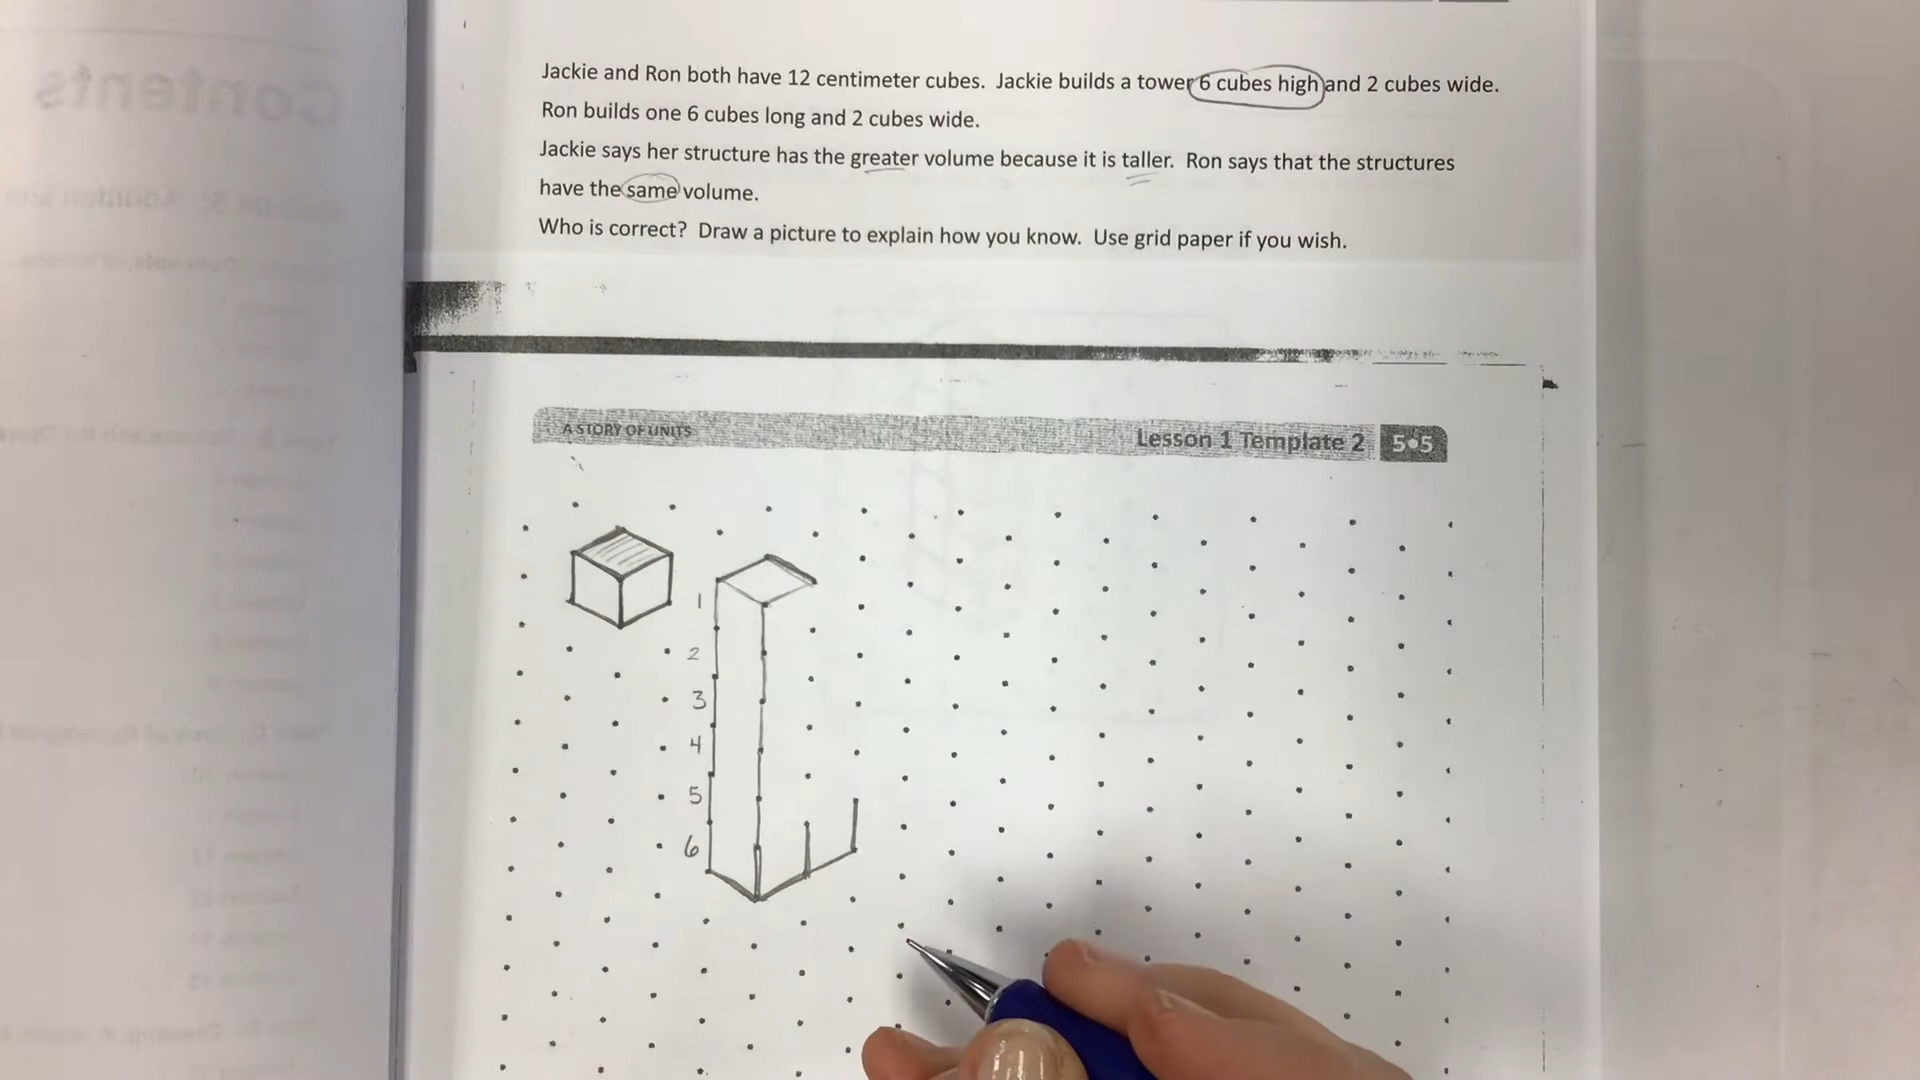 Contents
Jackie and Ron both have 12 centimeter cubes. Jackie builds a tower 6 cubes high and 2 cubes wide.
Ron builds one 6 cubes long and 2 cubes wide.
Jackie says her structure has the greater volume because it is taller. Ron says that the structures
have the same volume.
Who is correct? Draw a picture to explain how you know. Use grid paper if you wish.
A STORY OF UNITS
Lesson 1 Template 2 5•5
1
2
3
4
5
6